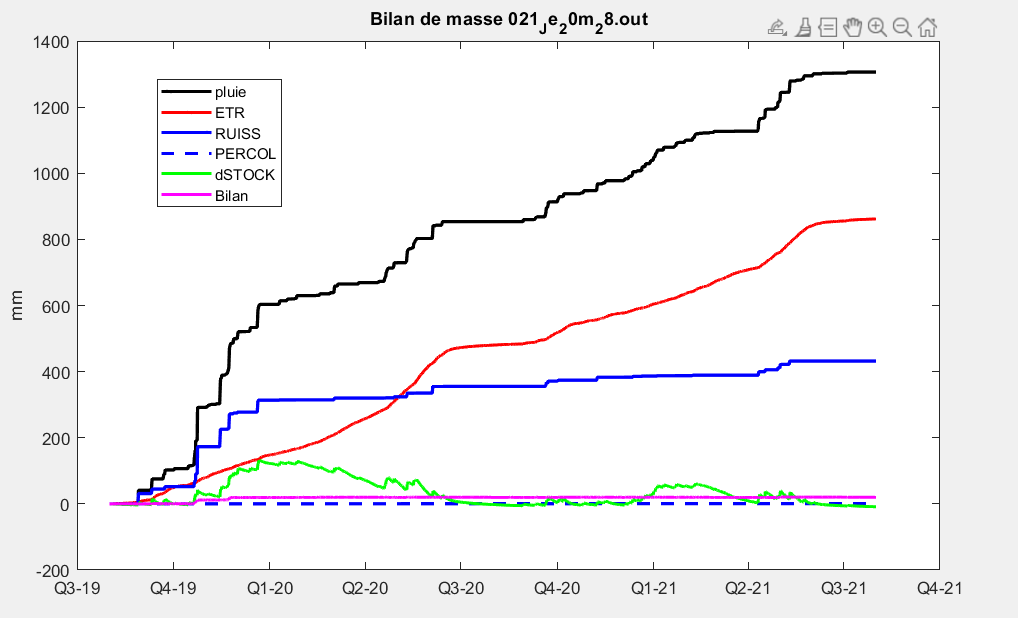 Bilan de masse 021Je20m28.out
1400
1200
1000
800
600
400
200
0
-200
mm
pluie
ETR
RUISS
PERCOL
dSTOCK
Bilan
Q3-19 Q4-19 Q1-20 Q2-20 Q3-20 Q4-20 Q1-21 Q2-21 Q3-21 Q4-21